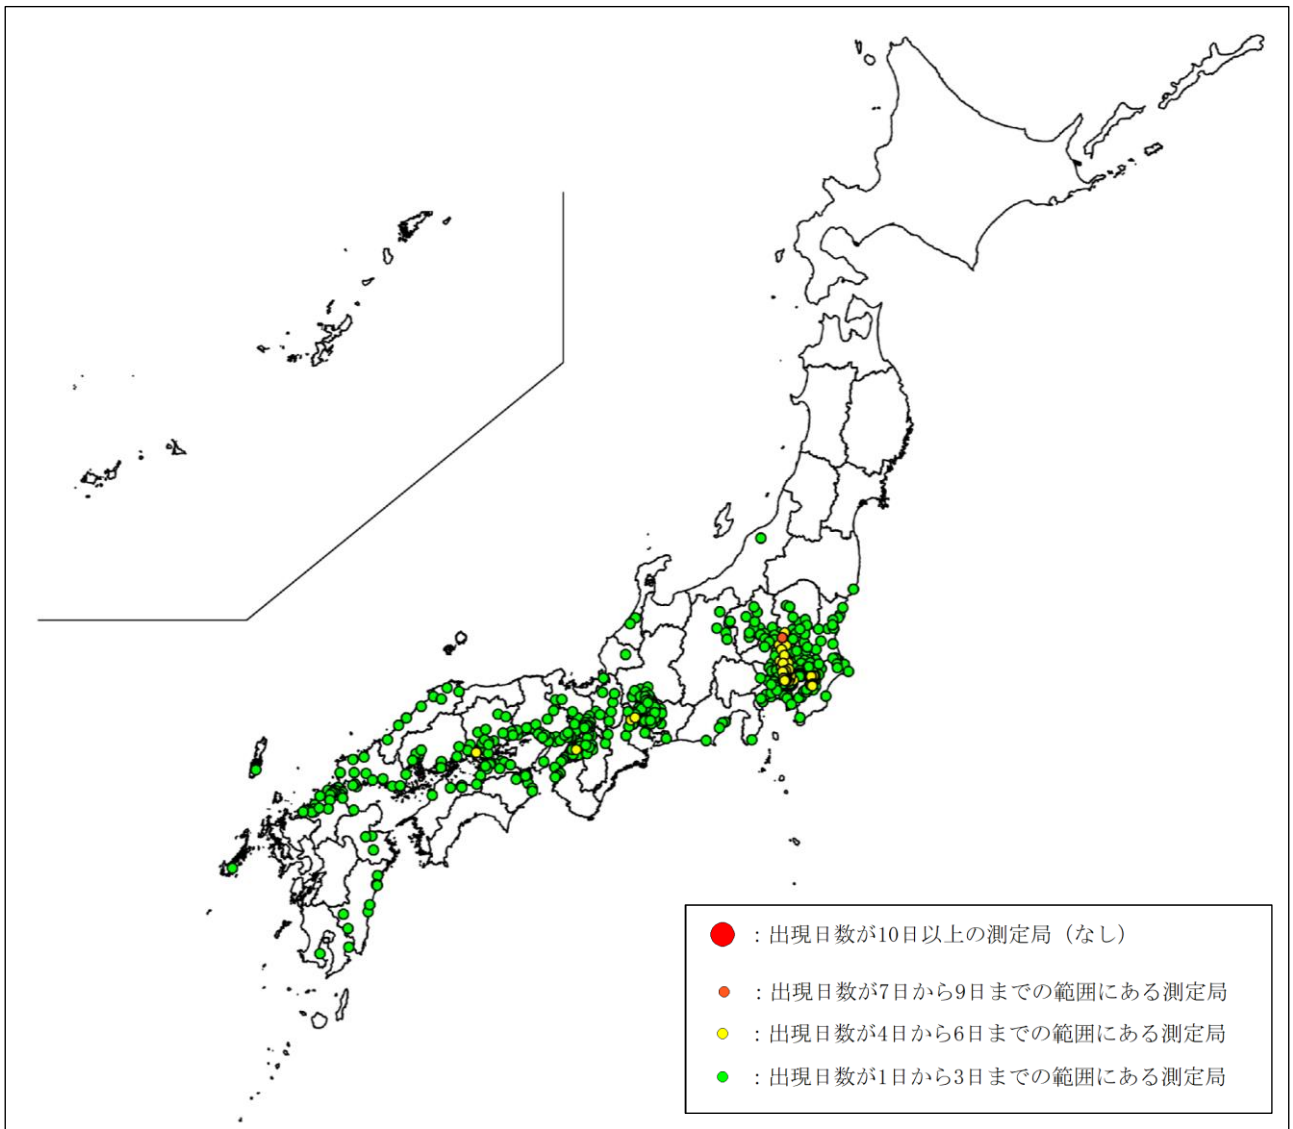 ：出現日数が10日以上の測定局（なし）
：出現日数が7日から9日までの範囲にある測定局
：出現日数が4日から6日までの範囲にある測定局
：出現日数が1日から3日までの範囲にある測定局